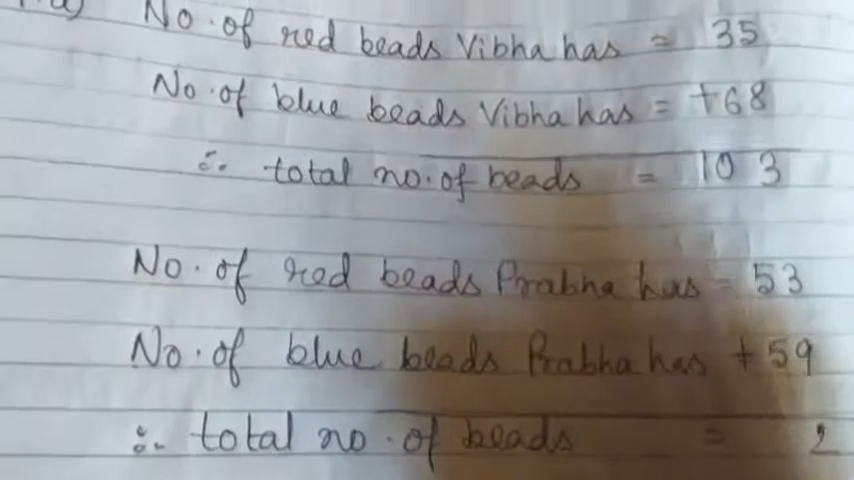 No. of red beads Vibha has = 35
No. of blue beads Vibha has = +68
∴ total no. of beads = 103
No. of red beads Prabha has = 53
No. of blue beads Prabha has +59
∴ total no. of beads = 2